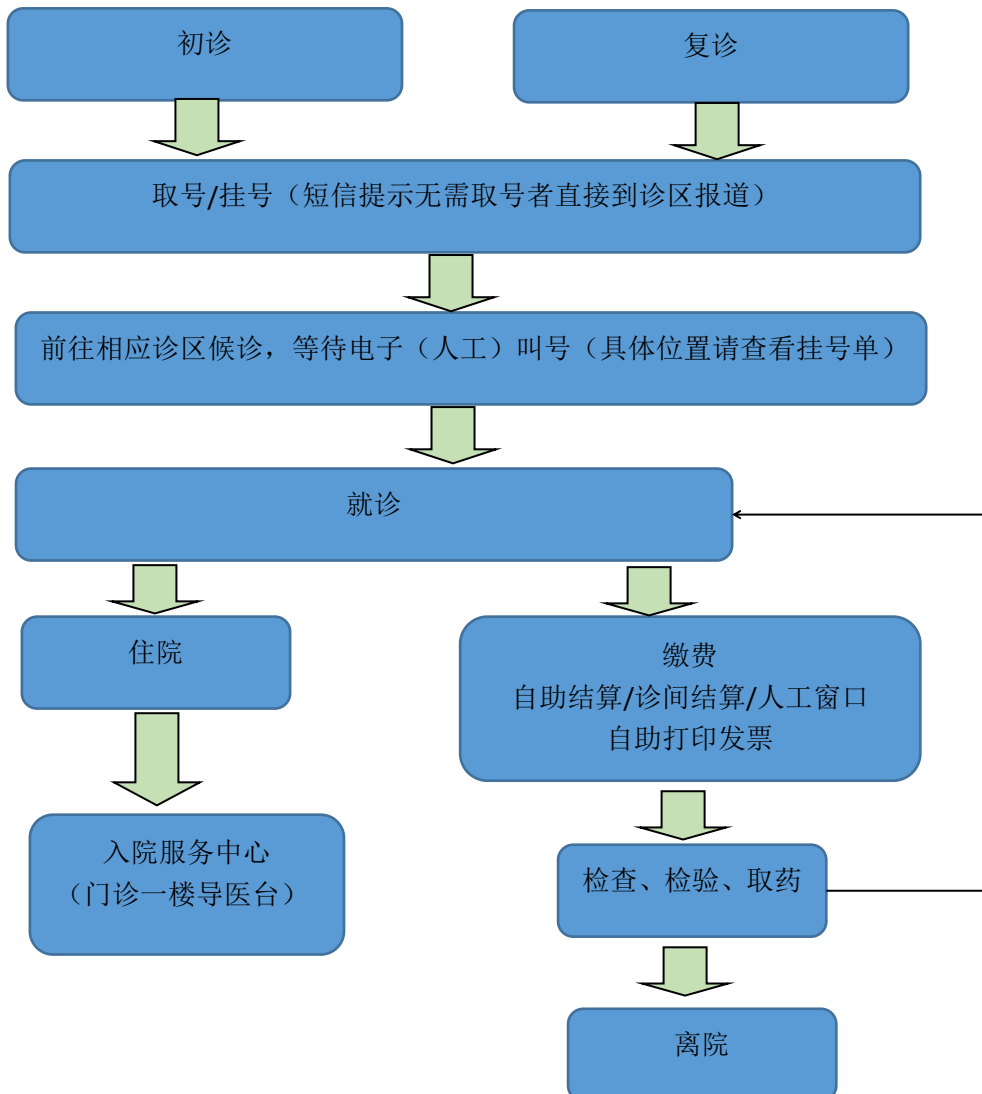 初诊
复诊
取号/挂号（短信提示无需取号者直接到诊区报道）
前往相应诊区候诊，等待电子（人工）叫号（具体位置请查看挂号单）
就诊
住院
缴费
自助结算/诊间结算/人工窗口
自助打印发票
入院服务中心
（门诊一楼导医台）
检查、检验、取药
离院